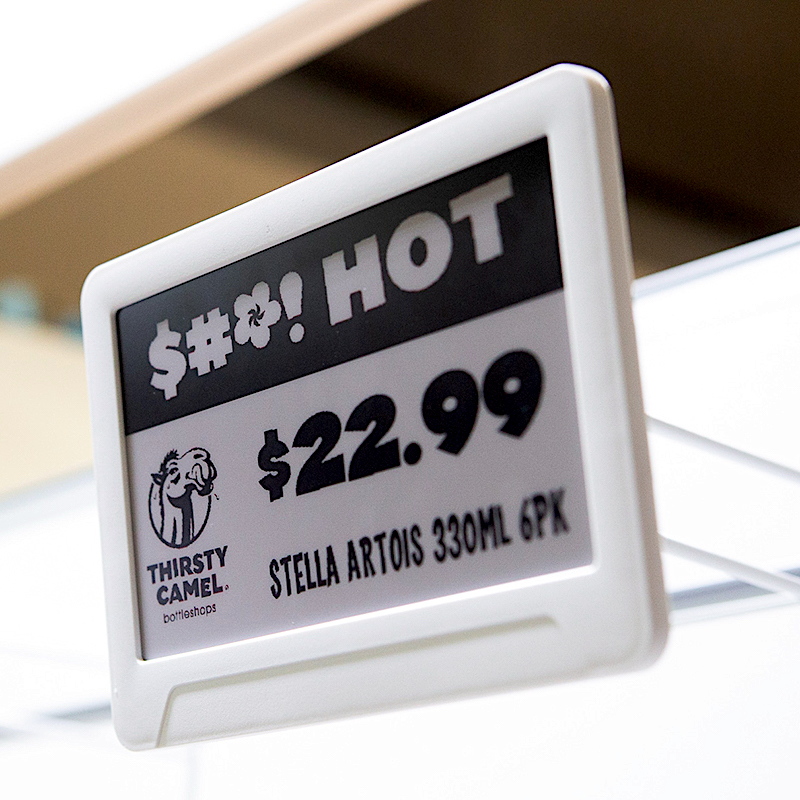 $#*! HOT
$22.99
STELLA ARTOIS 330ML 6PK
THIRSTY
CAMEL
bottleshops